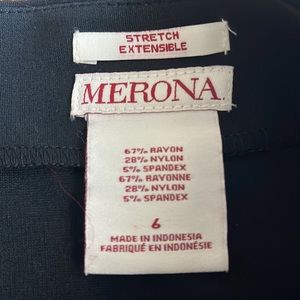 STRETCH
EXTENSIBLE
MERONA
67% RAYON
28% NYLON
5% SPANDEX
67% RAYONNE
28% NYLON
5% SPANDEX
6
MADE IN INDONESIA
FABRIQUÉ EN INDONÉSIE